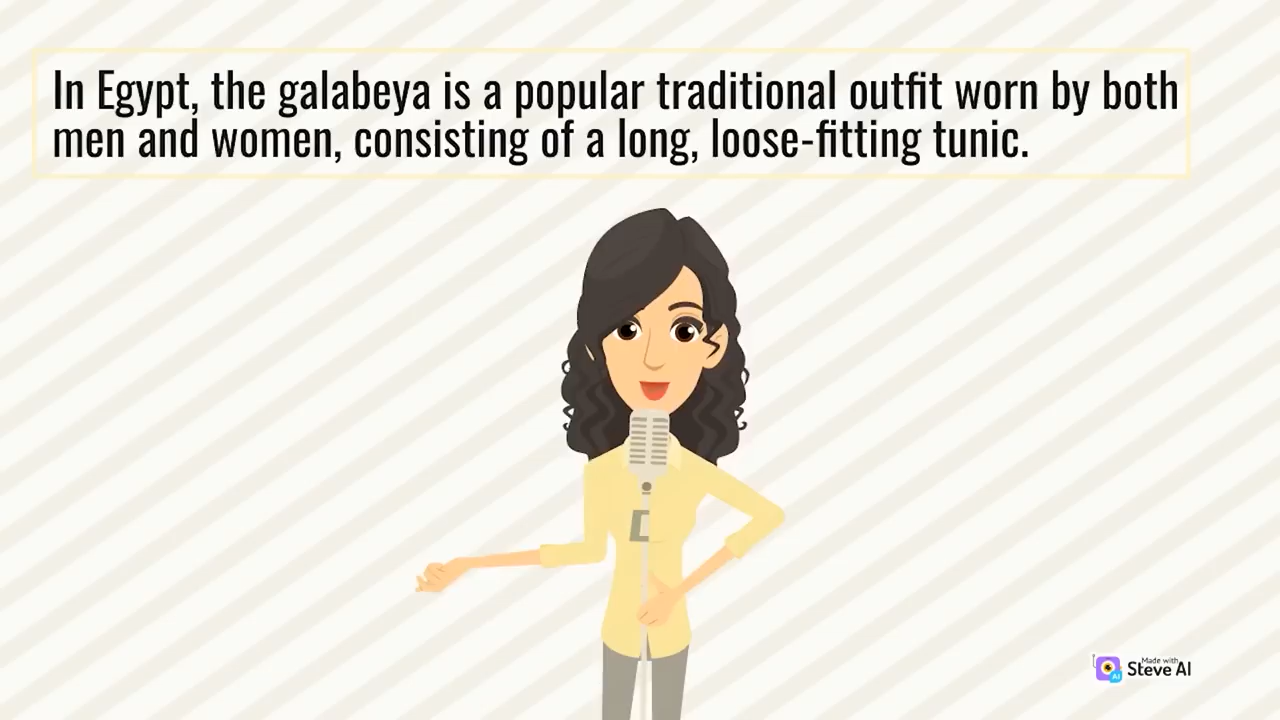 In Egypt, the galabeya is a popular traditional outfit worn by both
men and women, consisting of a long, loose-fitting tunic.
Made with
Steve AI
AI